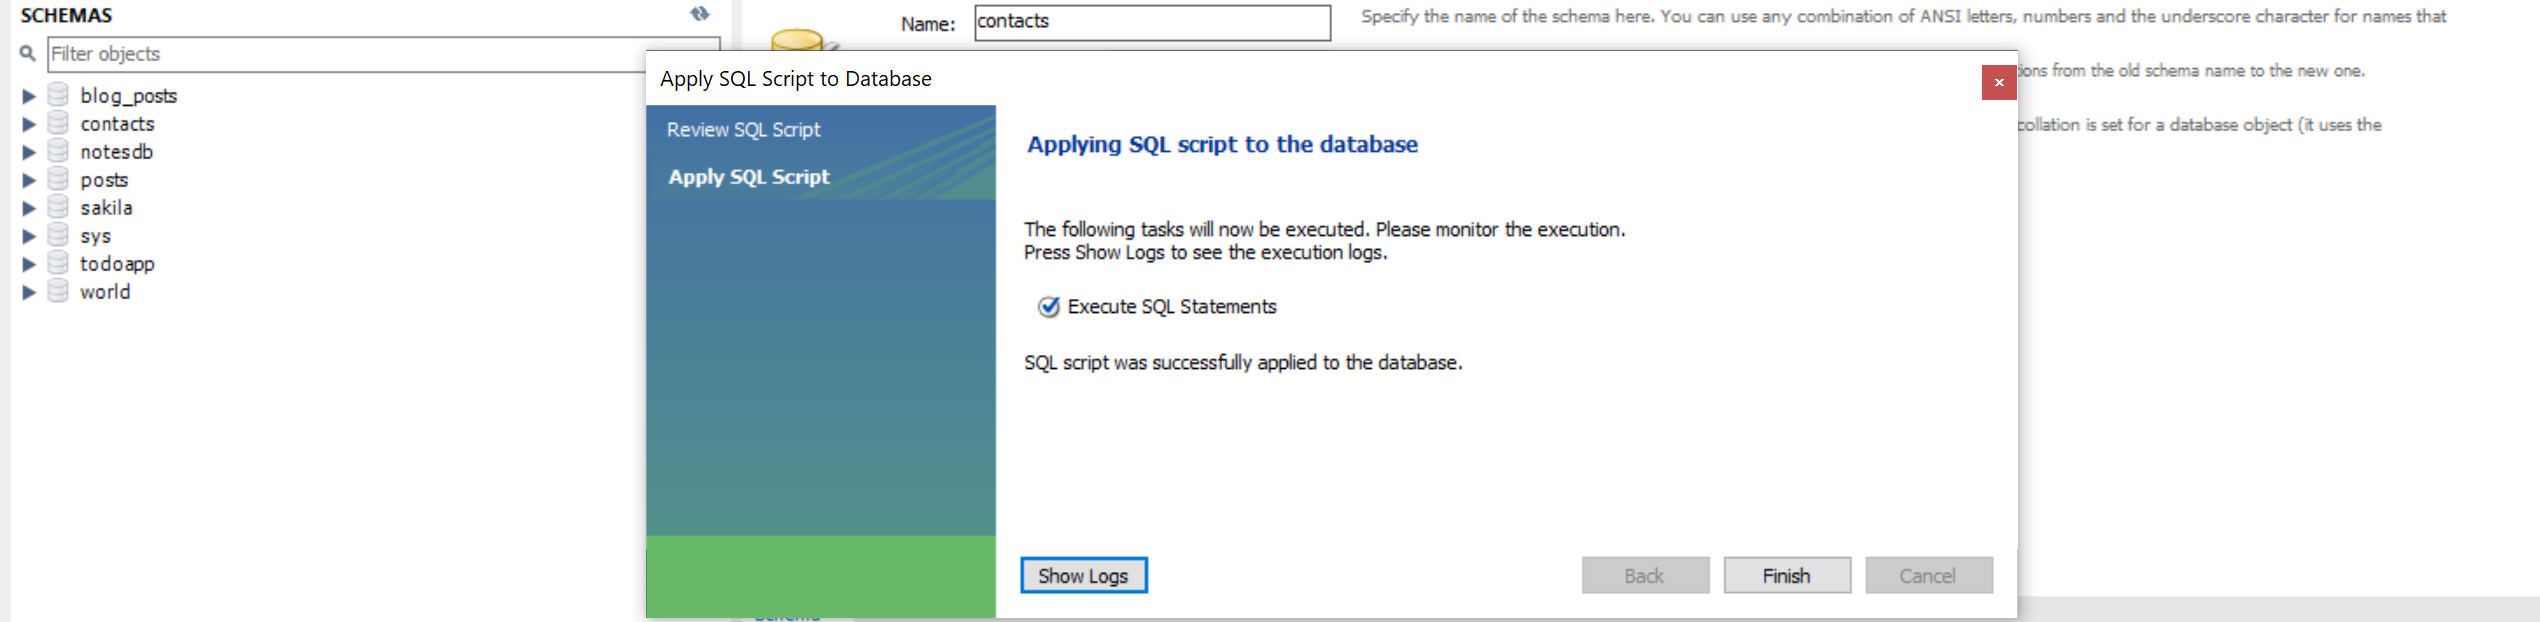 SCHEMAS
Filter objects
blog_posts
contacts
notesdb
posts
sakila
sys
todoapp
world
Name: contacts
Specify the name of the schema here. You can use any combination of ANSI letters, numbers and the underscore character for names that
ions from the old schema name to the new one.
collation is set for a database object (it uses the
Apply SQL Script to Database
Review SQL Script
Apply SQL Script
Applying SQL script to the database
The following tasks will now be executed. Please monitor the execution.
Press Show Logs to see the execution logs.
Execute SQL Statements
SQL script was successfully applied to the database.
Show Logs
Back
Finish
Cancel